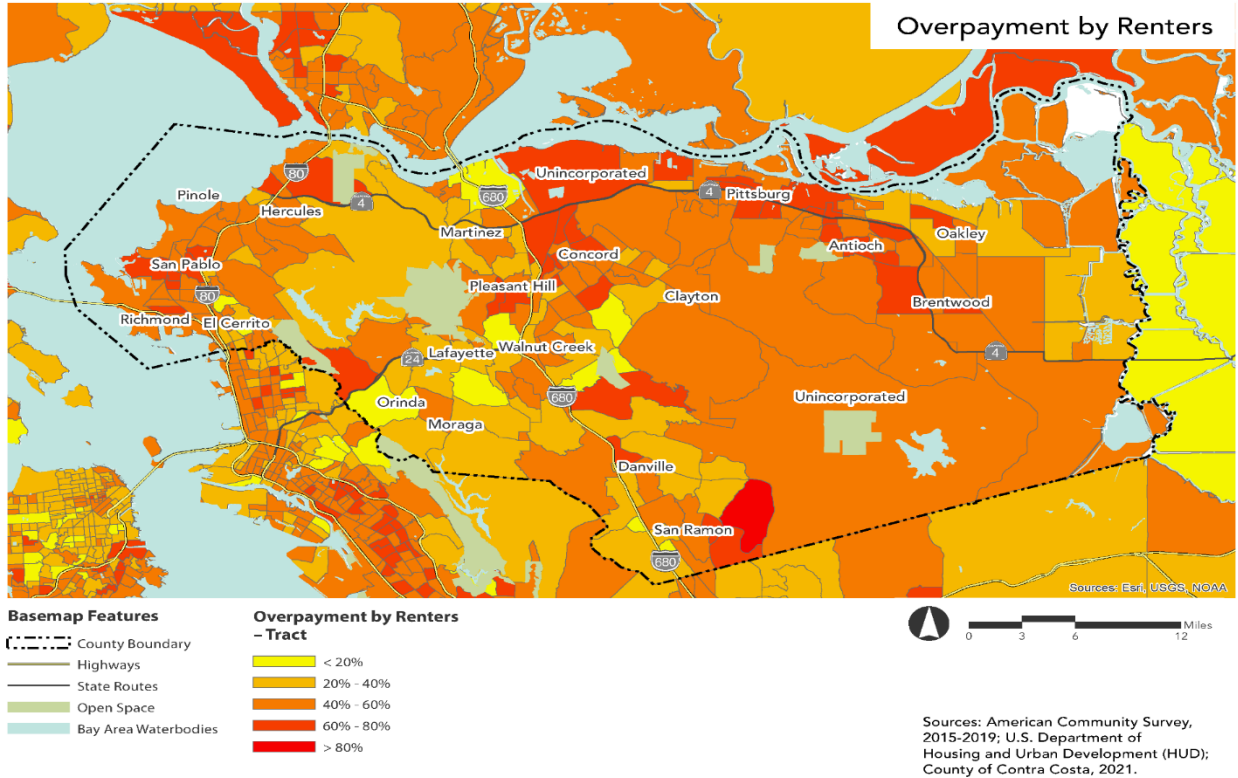 Overpayment by Renters
80
Unincorporated
Pinole
680
4
Pittsburg
Hercules
4
Martinez
Oakley
Antioch
Concord
San Pablo
Pleasant Hill
80
Clayton
Brentwood
Richmond
El Cerrito
24
Lafayette
Walnut Creek
4
680
Unincorporated
Orinda
Moraga
Danville
San Ramon
680
Sources: Esri, USGS, NOAA
Basemap Features
County Boundary
Highways
State Routes
Open Space
Bay Area Waterbodies
Overpayment by Renters
– Tract
< 20%
20% - 40%
40% - 60%
60% - 80%
> 80%
Miles
0 3 6 12
Sources: American Community Survey,
2015-2019; U.S. Department of
Housing and Urban Development (HUD);
County of Contra Costa, 2021.